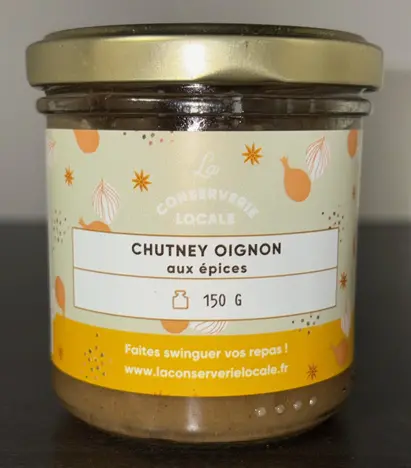 La
CONSERVERIE
LOCALE
CHUTNEY OIGNON
aux épices
150 G
Faites swinguer vos repas !
www.laconserverielocale.fr